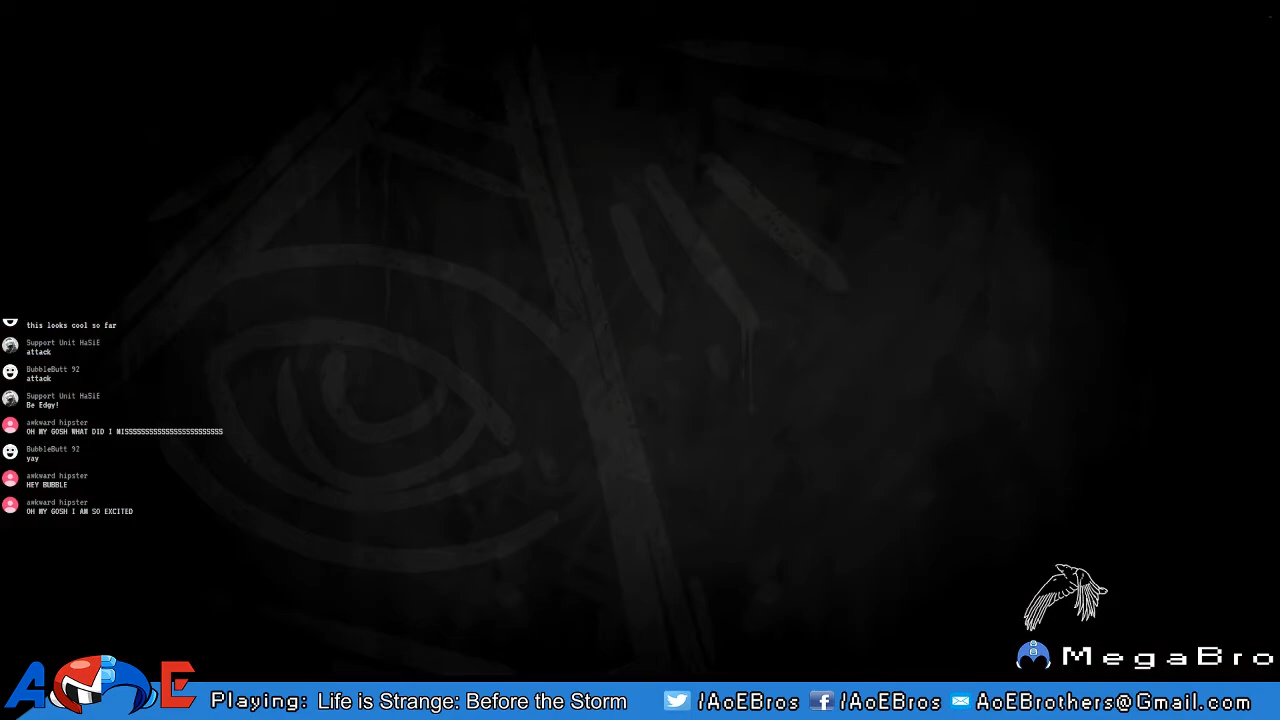 this looks cool so far
Support Unit HaSiE
attack
BubbleButt 92
attack
Support Unit HaSiE
Be Edgy!
awkward hipster
OH MY GOSH WHAT DID I MISSSSSSSSSSSSSSSSSSSSSSSS
BubbleButt 92
yay
awkward hipster
HEY BUBBLE
awkward hipster
OH MY GOSH I AM SO EXCITED
MegaBro
AOE Playing: Life is Strange: Before the Storm /AoEBros /AoEBros AoEBrothers@Gmail.com